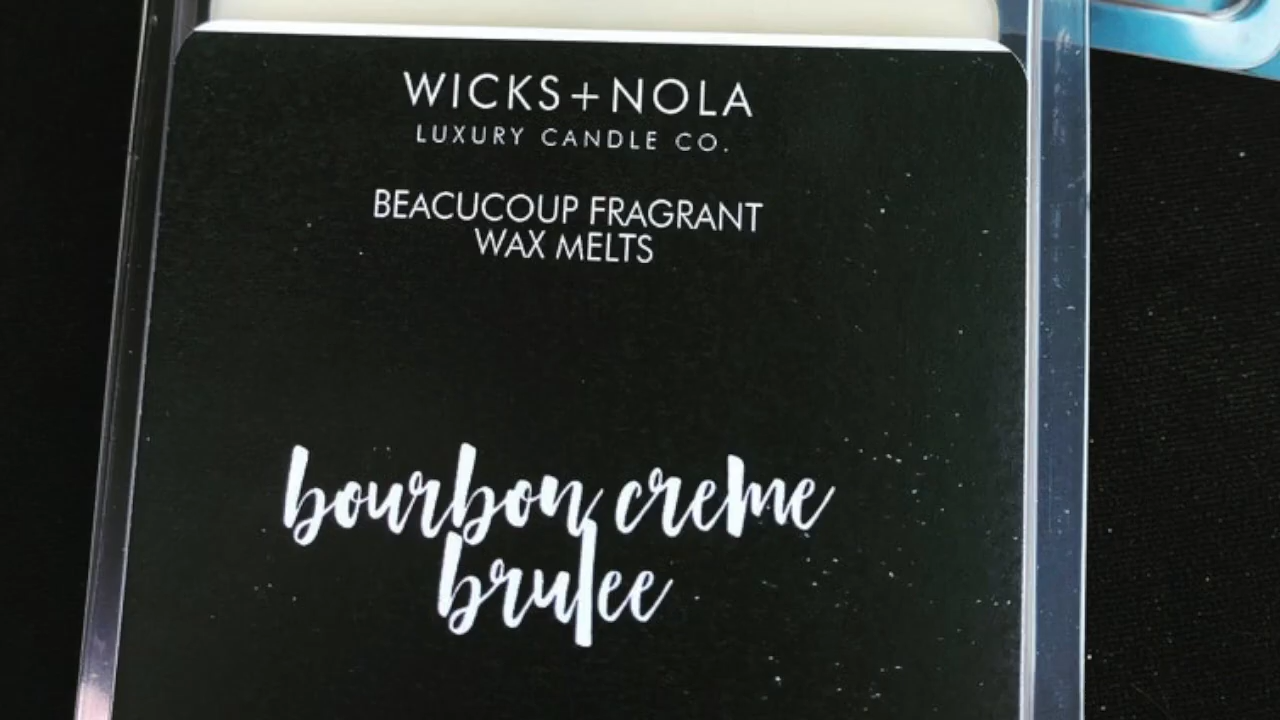 WICKS+NOLA
LUXURY CANDLE CO.
BEACUCOUP FRAGRANT
WAX MELTS
bourbon creme
brulee